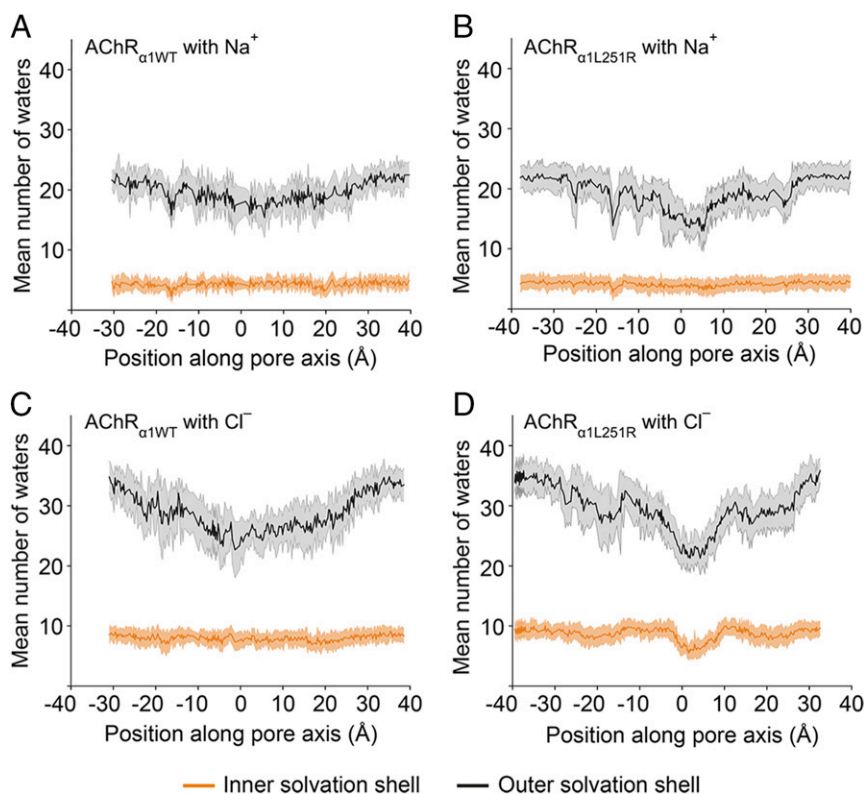 A
AChRα1WT with Na+
Mean number of waters
40
30
20
10
-40 -30 -20 -10 0 10 20 30 40
Position along pore axis (Å)
B
AChRα1L251R with Na+
Mean number of waters
40
30
20
10
-40 -30 -20 -10 0 10 20 30 40
Position along pore axis (Å)
C
AChRα1WT with Cl−
Mean number of waters
40
30
20
10
-40 -30 -20 -10 0 10 20 30 40
Position along pore axis (Å)
D
AChRα1L251R with Cl−
Mean number of waters
40
30
20
10
-40 -30 -20 -10 0 10 20 30 40
Position along pore axis (Å)
Inner solvation shell Outer solvation shell